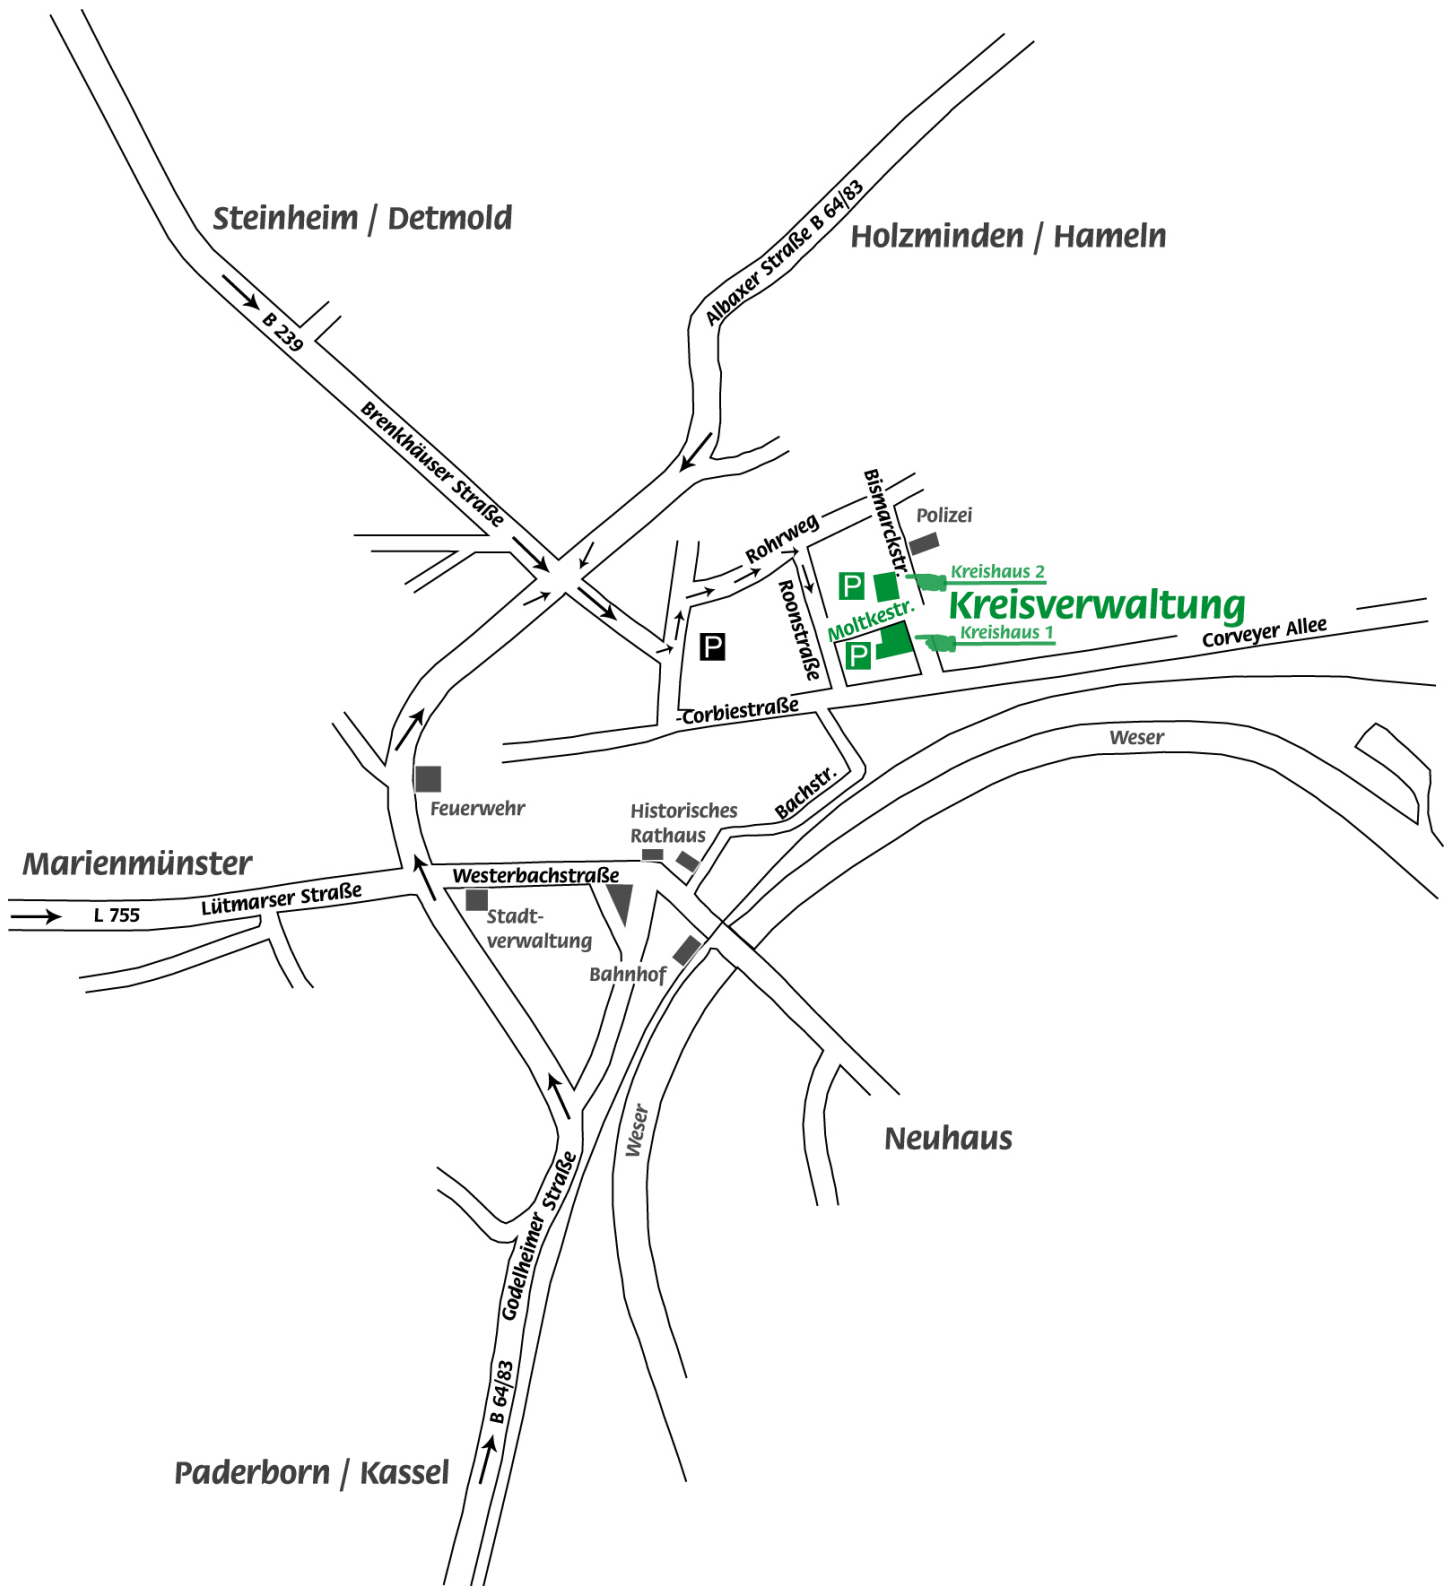 Steinheim / Detmold
Albaxer Straße B 64/83
Holzminden / Hameln
B 239
Brenkhäuser Straße
Bismarckstr.
Polizei
Rohrweg
Kreishaus 2
P
Roonstraße
Kreisverwaltung
Moltkestr.
Kreishaus 1
P
P
Corveyer Allee
-Corbiestraße
Weser
Feuerwehr
Bachstr.
Historisches
Rathaus
Marienmünster
Westerbachstraße
Lütmarser Straße
L 755
Stadt-
verwaltung
Bahnhof
Weser
Neuhaus
Godelheimer Straße
B 64/83
Paderborn / Kassel